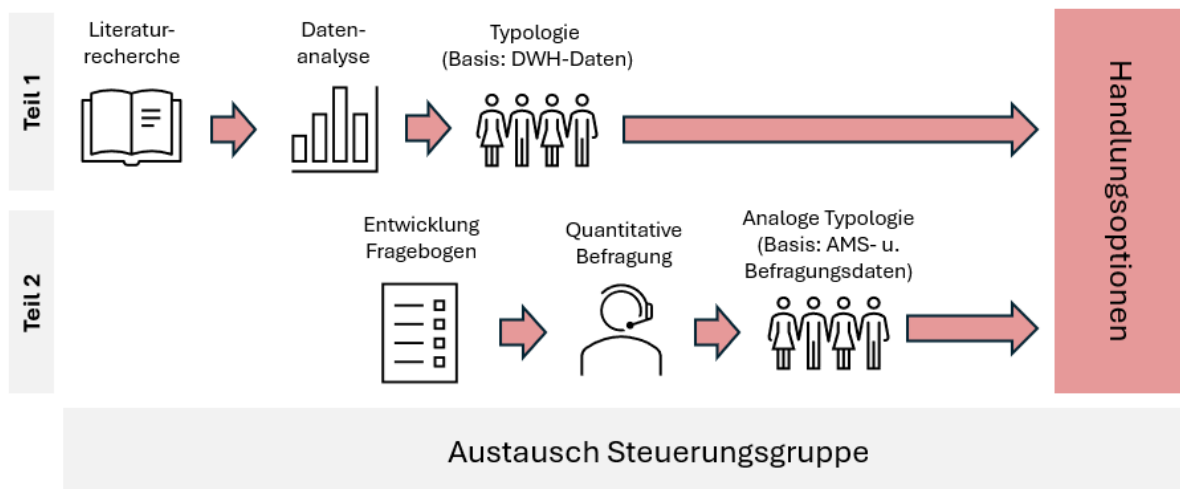 Teil 1
Literatur-
recherche
Daten-
analyse
Typologie
(Basis: DWH-Daten)
Teil 2
Entwicklung
Fragebogen
Quantitative
Befragung
Analoge Typologie
(Basis: AMS- u.
Befragungsdaten)
Handlungsoptionen
Austausch Steuerungsgruppe